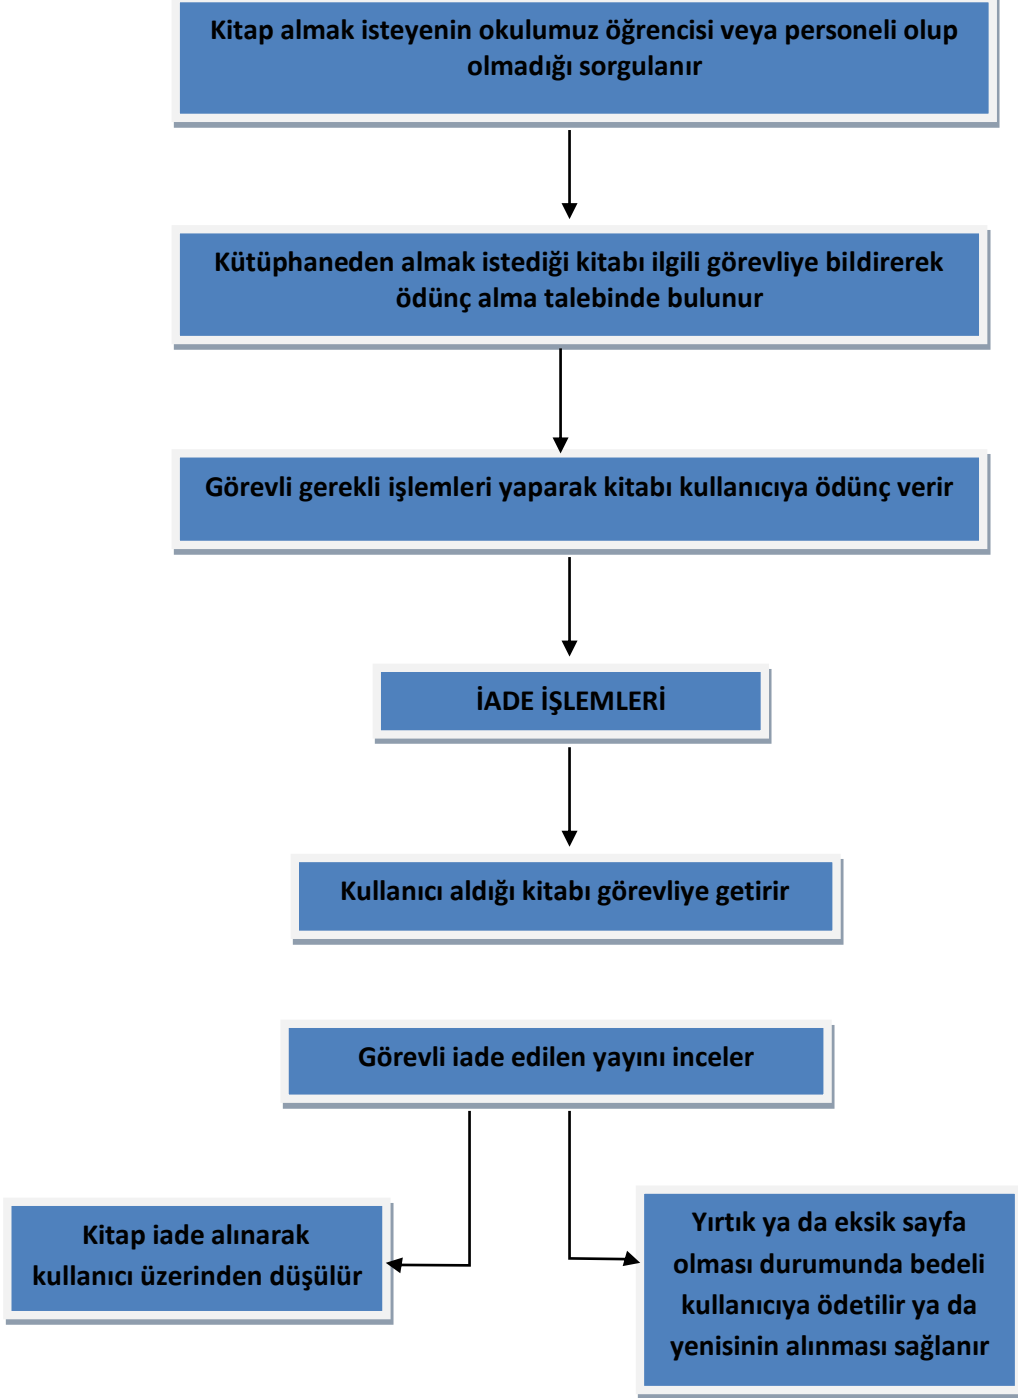 Kitap almak isteyenin okulumuz öğrencisi veya personeli olup
olmadığı sorgulanır
Kütüphaneden almak istediği kitabı ilgili görevliye bildirerek
ödünç alma talebinde bulunur
Görevli gerekli işlemleri yaparak kitabı kullanıcıya ödünç verir
İADE İŞLEMLERİ
Kullanıcı aldığı kitabı görevliye getirir
Görevli iade edilen yayını inceler
Kitap iade alınarak
kullanıcı üzerinden düşülür
Yırtık ya da eksik sayfa
olması durumunda bedeli
kullanıcıya ödetilir ya da
yenisinin alınması sağlanır